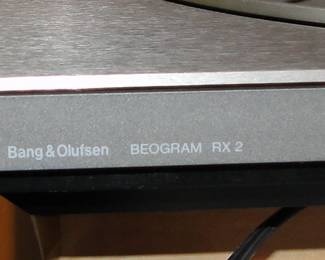 Bang & Olufsen BEOGRAM RX 2